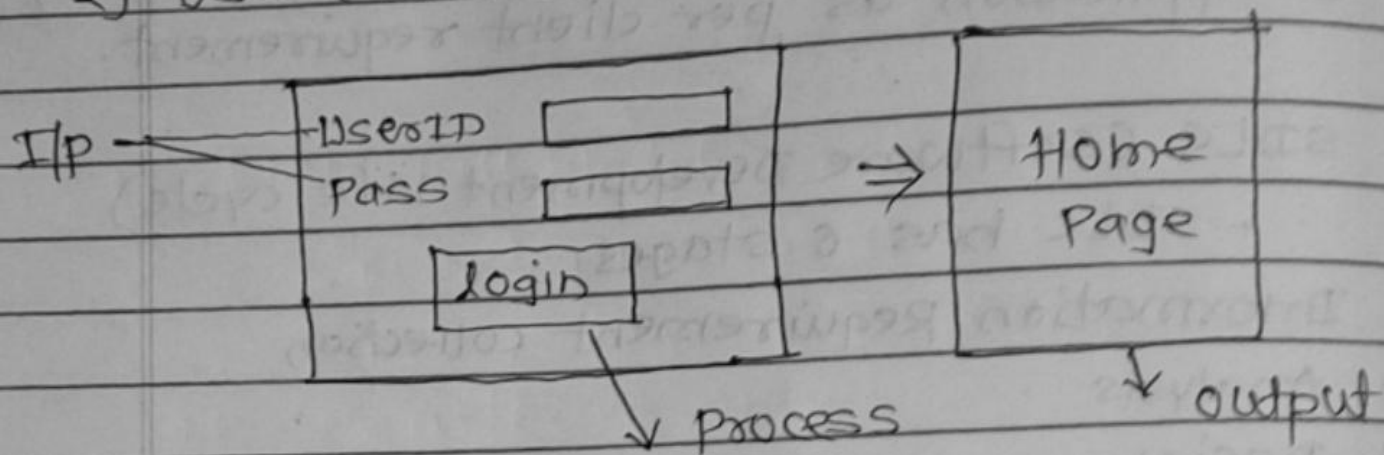 I/p UserID
Pass
Login
Home
Page
Process
output